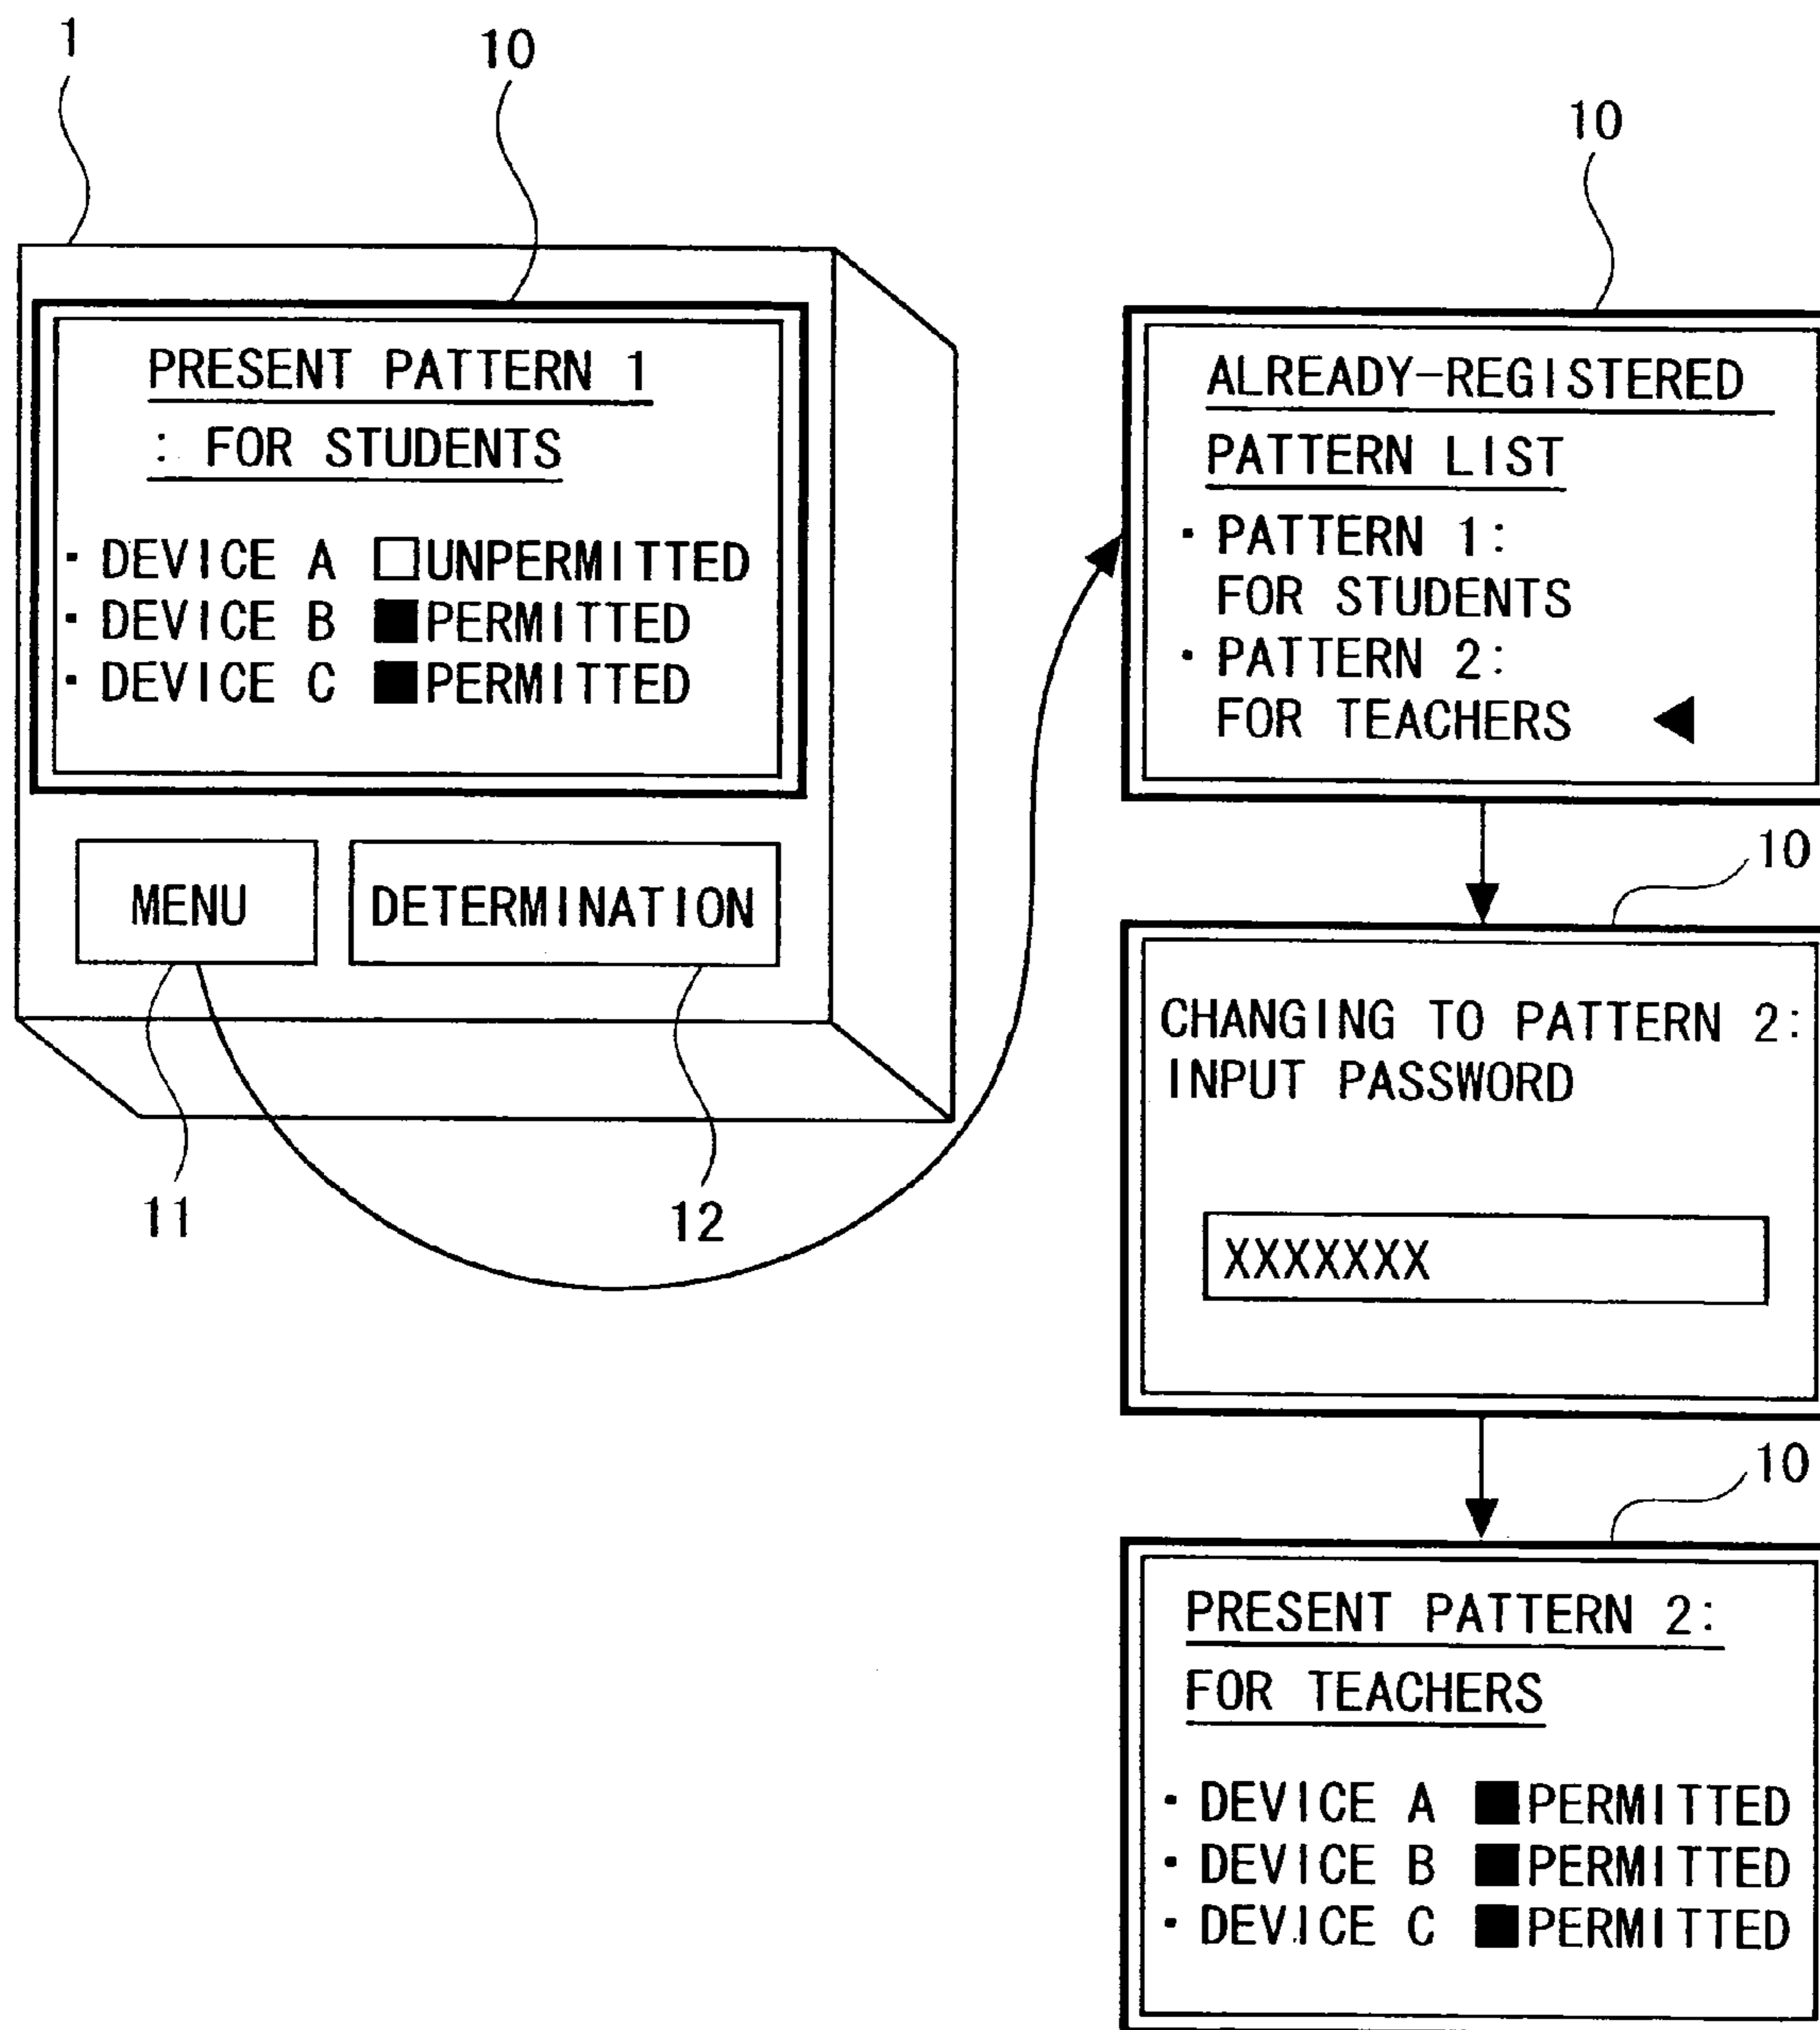 1
10
PRESENT PATTERN 1
: FOR STUDENTS
· DEVICE A □UNPERMITTED
· DEVICE B ■PERMITTED
· DEVICE C ■PERMITTED
MENU
DETERMINATION
11
12
10
ALREADY-REGISTERED
PATTERN LIST
· PATTERN 1:
FOR STUDENTS
· PATTERN 2:
FOR TEACHERS ◀
10
CHANGING TO PATTERN 2:
INPUT PASSWORD
XXXXXXX
10
PRESENT PATTERN 2:
FOR TEACHERS
· DEVICE A ■PERMITTED
· DEVICE B ■PERMITTED
· DEVICE C ■PERMITTED